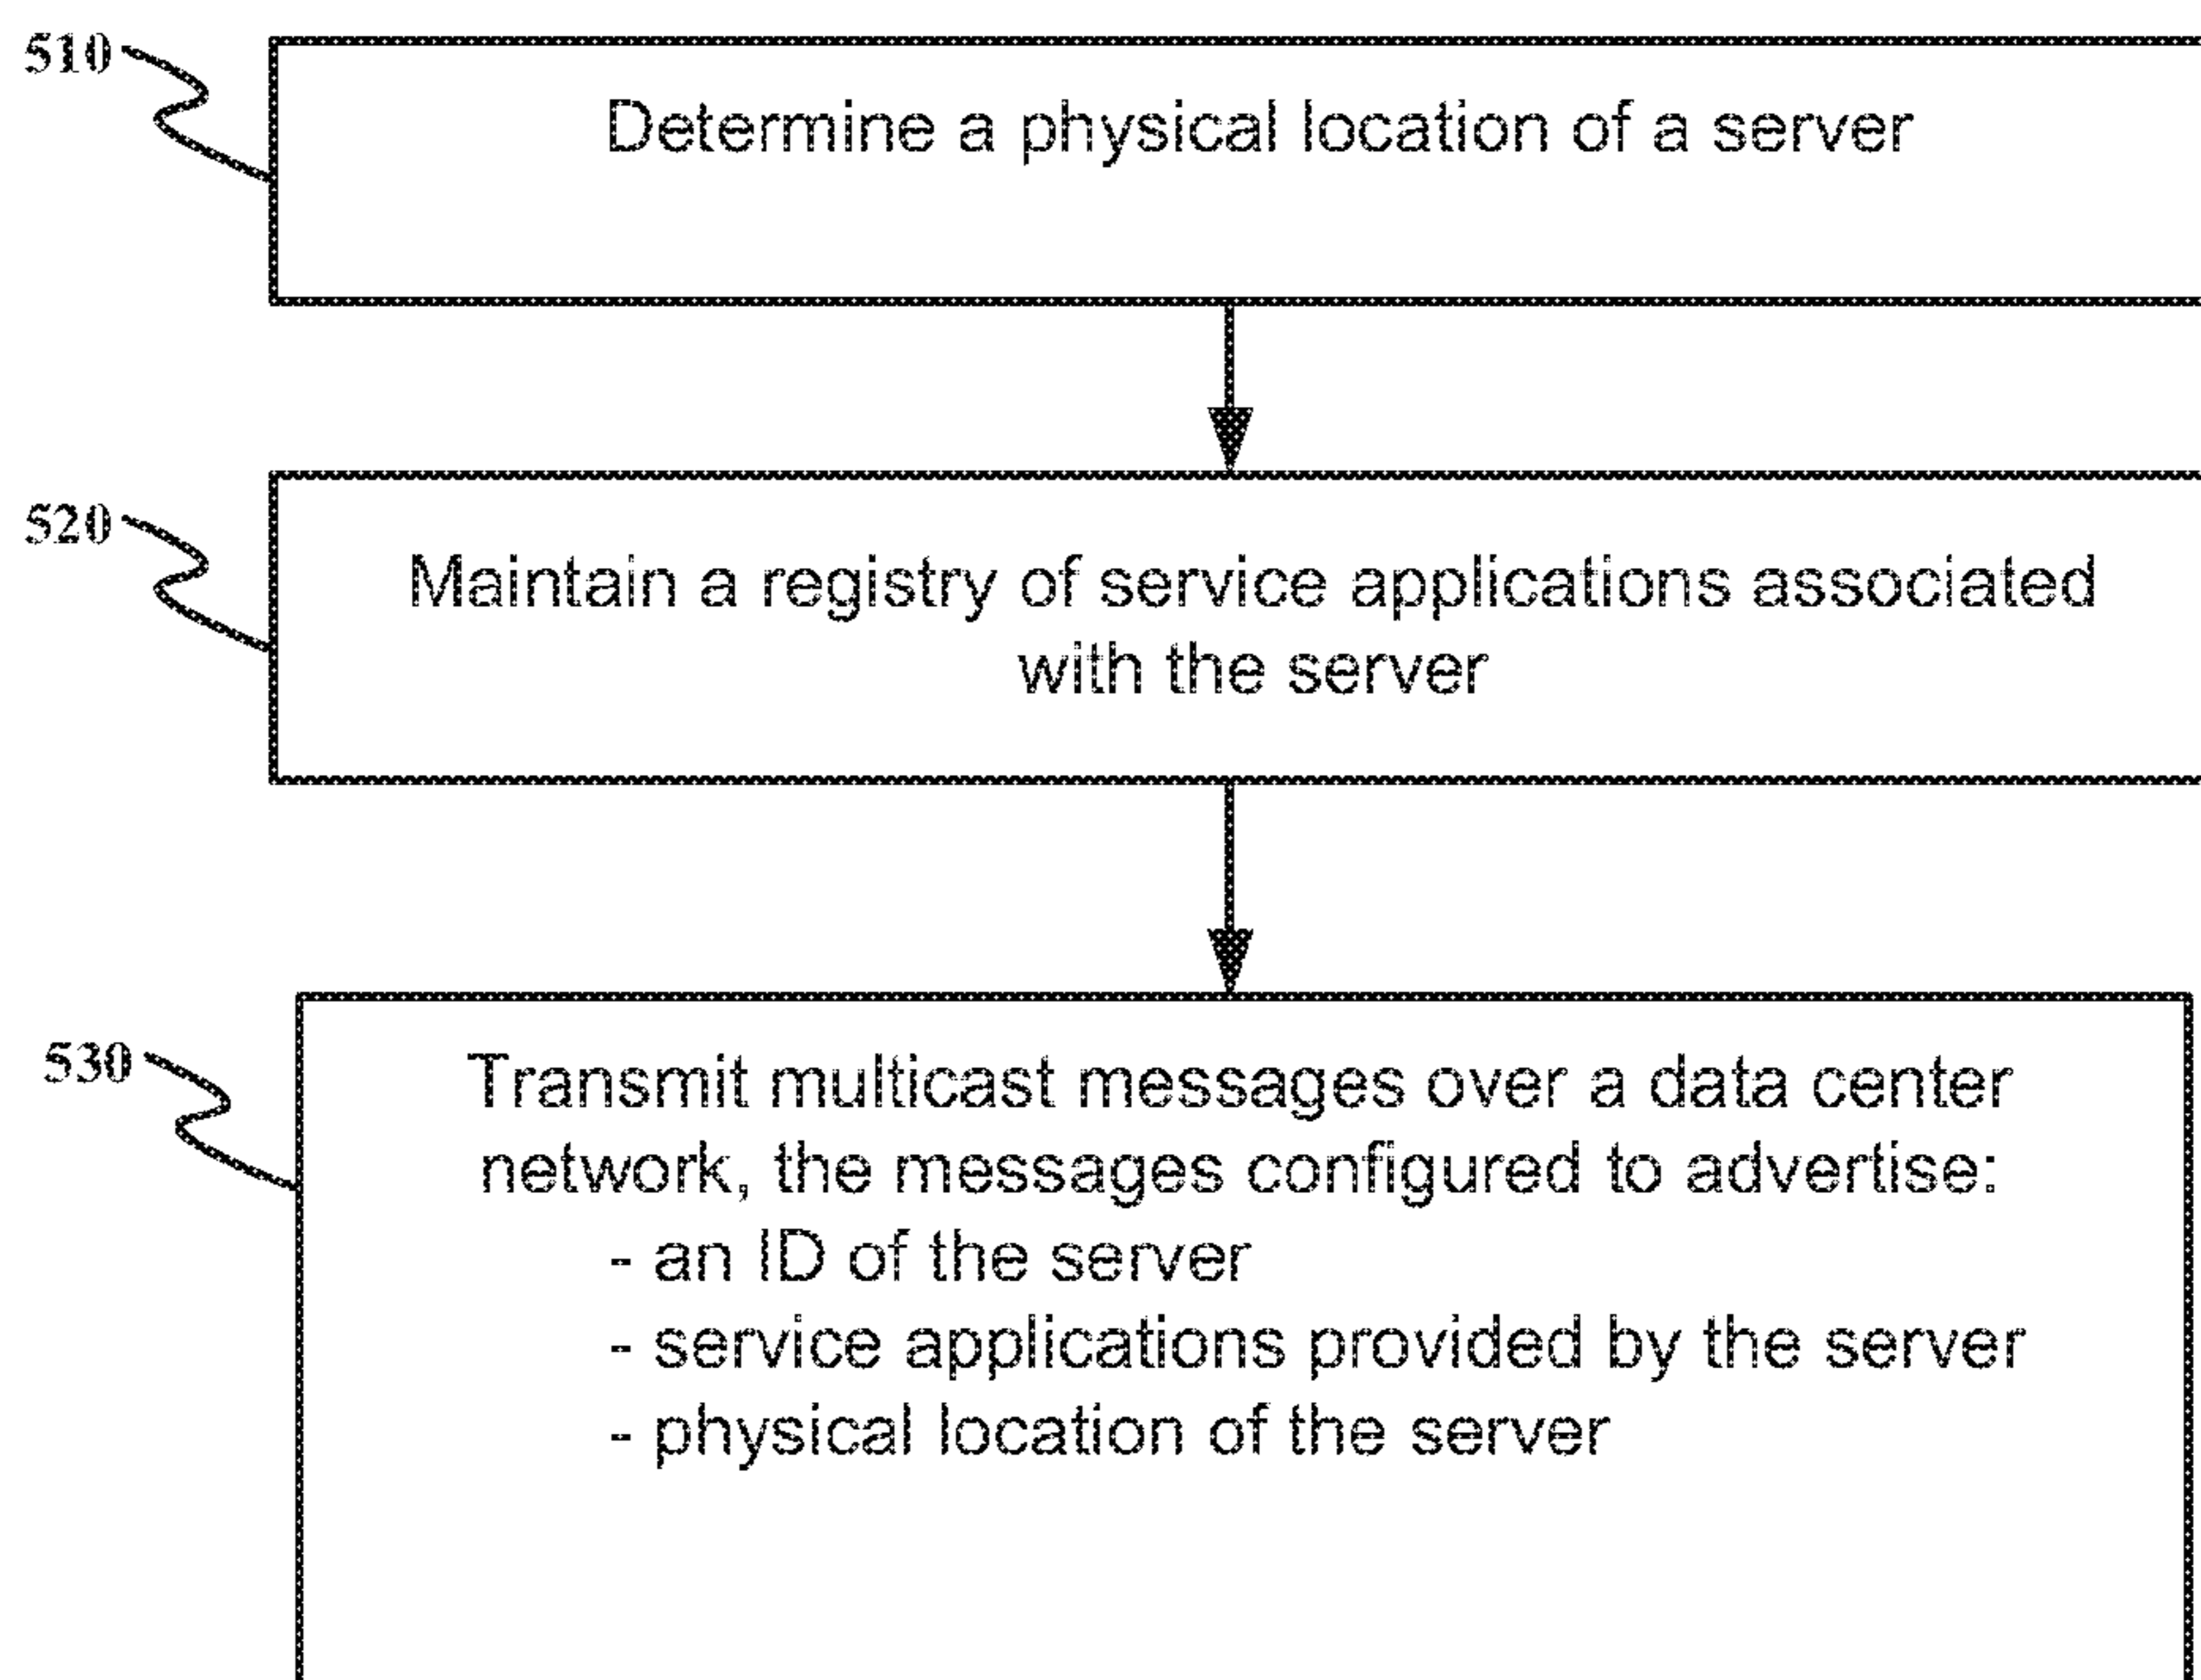 510
Determine a physical location of a server
520
Maintain a registry of service applications associated
with the server
530
Transmit multicast messages over a data center
network, the messages configured to advertise:
- an ID of the server
- service applications provided by the server
- physical location of the server